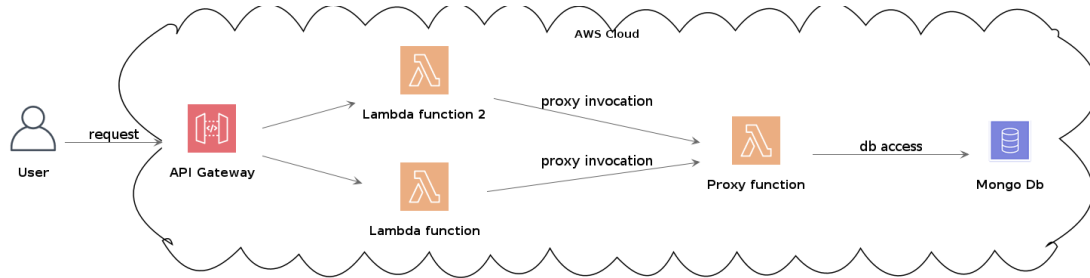 AWS Cloud
Lambda function 2
proxy invocation
request
User
API Gateway
proxy invocation
Lambda function
Proxy function
db access
Mongo Db